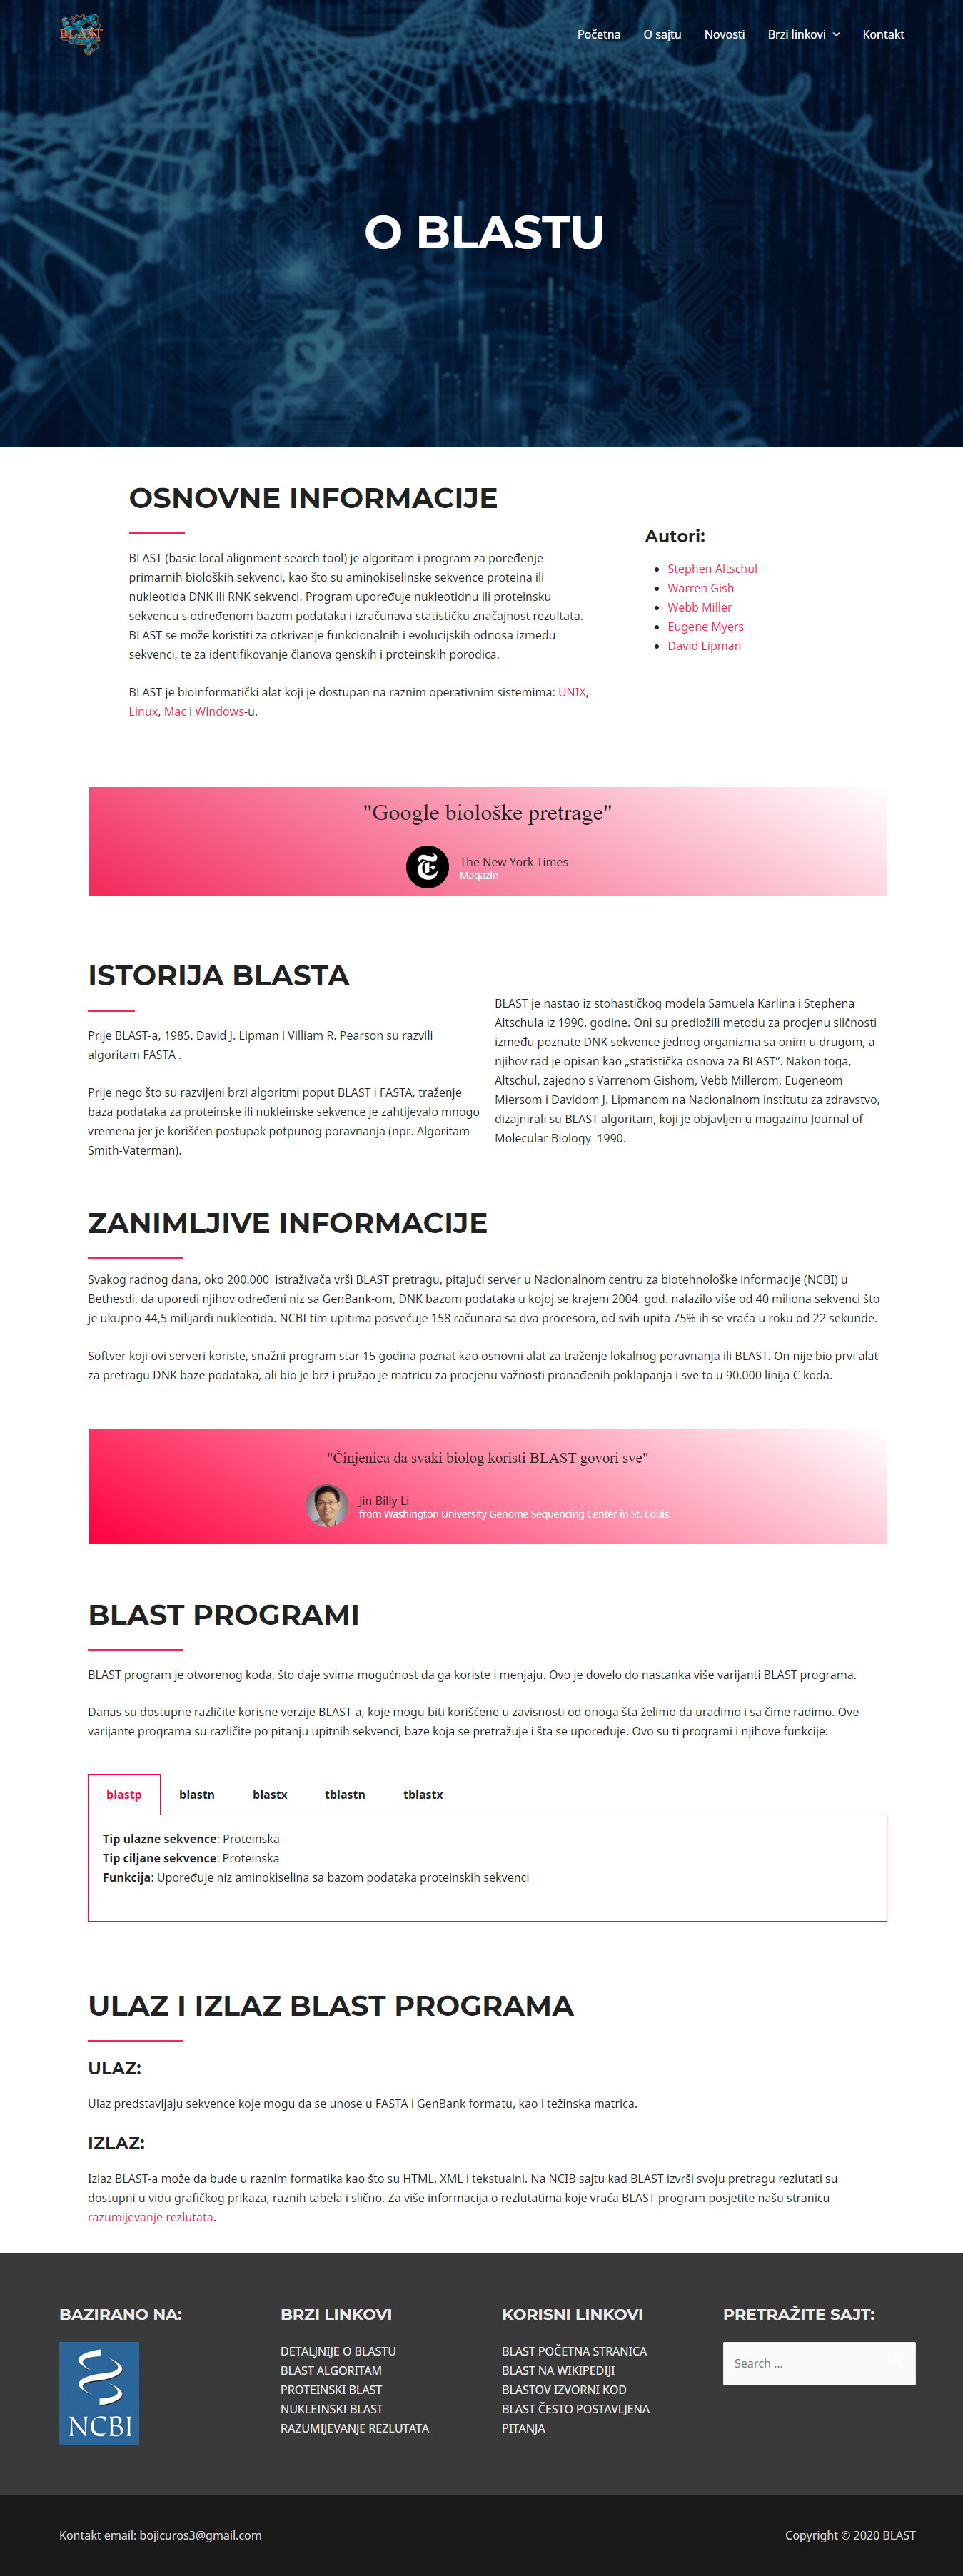 BLAST
Početna
O sajtu
Novosti
Brzi linkovi
Kontakt
O BLASTU
OSNOVNE INFORMACIJE
BLAST (basic local alignment search tool) je algoritam i program za poređenje
primarnih bioloških sekvenci, kao što su aminokiselinske sekvence proteina ili
nukleotida DNK ili RNK sekvenci. Program upoređuje nukleotidnu ili proteinsku
sekvencu s određenom bazom podataka i izračunava statističku značajnost rezultata.
BLAST se može koristiti za otkrivanje funkcionalnih i evolucijskih odnosa između
sekvenci, te za identifikovanje članova genskih i proteinskih porodica.
BLAST je bioinformatički alat koji je dostupan na raznim operativnim sistemima: UNIX,
Linux, Mac i Windows-u.
Autori:
Stephen Altschul
Warren Gish
Webb Miller
Eugene Myers
David Lipman
"Google biološke pretrage"
The New York Times
Magazin
ISTORIJA BLASTA
Prije BLAST-a, 1985. David J. Lipman i Villiam R. Pearson su razvili
algoritam FASTA .
Prije nego što su razvijeni brzi algoritmi poput BLAST i FASTA, traženje
baza podataka za proteinske ili nukleinske sekvence je zahtijevalo mnogo
vremena jer je korišćen postupak potpunog poravnanja (npr. Algoritam
Smith-Vaterman).
BLAST je nastao iz stohastičkog modela Samuela Karlina i Stephena
Altschula iz 1990. godine. Oni su predložili metodu za procjenu sličnosti
između poznate DNK sekvence jednog organizma sa onim u drugom, a
njihov rad je opisan kao „statistička osnova za BLAST”. Nakon toga,
Altschul, zajedno s Varrenom Gishom, Vebb Millerom, Eugeneom
Miersom i Davidom J. Lipmanom na Nacionalnom institutu za zdravstvo,
dizajnirali su BLAST algoritam, koji je objavljen u magazinu Journal of
Molecular Biology 1990.
ZANIMLJIVE INFORMACIJE
Svakog radnog dana, oko 200.000 istraživača vrši BLAST pretragu, pitajući server u Nacionalnom centru za biotehnološke informacije (NCBI) u
Bethesdi, da uporedi njihov određeni niz sa GenBank-om, DNK bazom podataka u kojoj se krajem 2004. god. nalazilo više od 40 miliona sekvenci što
je ukupno 44,5 milijardi nukleotida. NCBI tim upitima posvećuje 158 računara sa dva procesora, od svih upita 75% ih se vraća u roku od 22 sekunde.
Softver koji ovi serveri koriste, snažni program star 15 godina poznat kao osnovni alat za traženje lokalnog poravnanja ili BLAST. On nije bio prvi alat
za pretragu DNK baze podataka, ali bio je brz i pružao je matricu za procjenu važnosti pronađenih poklapanja i sve to u 90.000 linija C koda.
"Činjenica da svaki biolog koristi BLAST govori sve"
Jin Billy Li
from Washington University Genome Sequencing Center in St. Louis
BLAST PROGRAMI
BLAST program je otvorenog koda, što daje svima mogućnost da ga koriste i menjaju. Ovo je dovelo do nastanka više varijanti BLAST programa.
Danas su dostupne različite korisne verzije BLAST-a, koje mogu biti korišćene u zavisnosti od onoga šta želimo da uradimo i sa čime radimo. Ove
varijante programa su različite po pitanju upitnih sekvenci, baze koja se pretražuje i šta se upoređuje. Ovo su ti programi i njihove funkcije:
blastp
blastn
blastx
tblastn
tblastx
Tip ulazne sekvence: Proteinska
Tip ciljane sekvence: Proteinska
Funkcija: Upoređuje niz aminokiselina sa bazom podataka proteinskih sekvenci
ULAZ I IZLAZ BLAST PROGRAMA
ULAZ:
Ulaz predstavljaju sekvence koje mogu da se unose u FASTA i GenBank formatu, kao i težinska matrica.
IZLAZ:
Izlaz BLAST-a može da bude u raznim formatika kao što su HTML, XML i tekstualni. Na NCIB sajtu kad BLAST izvrši svoju pretragu rezlutati su
dostupni u vidu grafičkog prikaza, raznih tabela i slično. Za više informacija o rezlutatima koje vraća BLAST program posjetite našu stranicu
razumijevanje rezlutata.
BAZIRANO NA:
NCBI
BRZI LINKOVI
DETALJNIJE O BLASTU
BLAST ALGORITAM
PROTEINSKI BLAST
NUKLEINSKI BLAST
RAZUMIJEVANJE REZLUTATA
KORISNI LINKOVI
BLAST POČETNA STRANICA
BLAST NA WIKIPEDIJI
BLASTOV IZVORNI KOD
BLAST ČESTO POSTAVLJENA
PITANJA
PRETRAŽITE SAJT:
Search ...
Kontakt email: bojicuros3@gmail.com
Copyright © 2020 BLAST